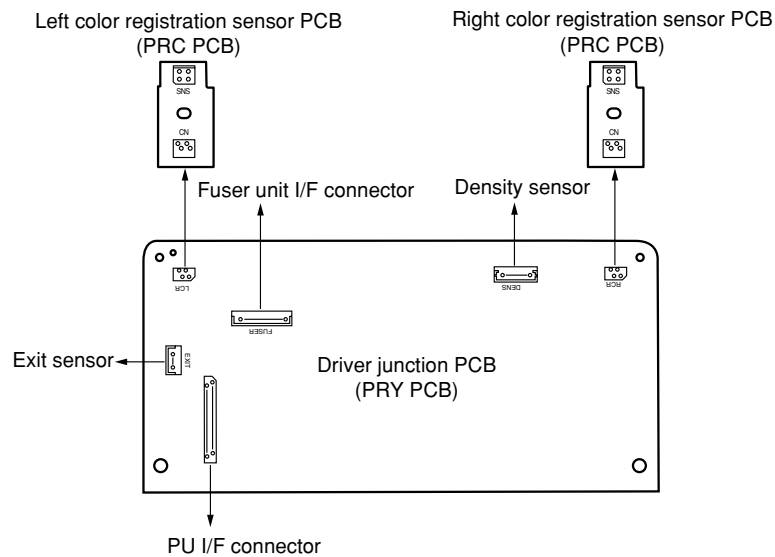 Left color registration sensor PCB
(PRC PCB)
Right color registration sensor PCB
(PRC PCB)
SNS
CN
SNS
CN
Fuser unit I/F connector
Density sensor
LCR
DENS
RCR
FUSER
Exit sensor
EXIT
Driver junction PCB
(PRY PCB)
PU I/F connector